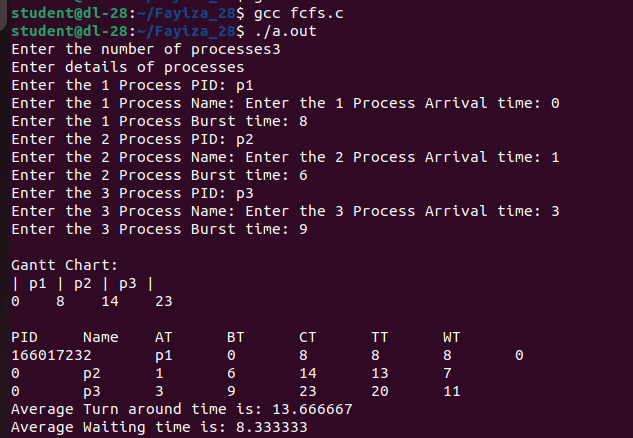 student@dl-28:~/Fayiza_28$ gcc fcfs.c
student@dl-28:~/Fayiza_28$ ./a.out
Enter the number of processes3
Enter details of processes
Enter the 1 Process PID: p1
Enter the 1 Process Name: Enter the 1 Process Arrival time: 0
Enter the 1 Process Burst time: 8
Enter the 2 Process PID: p2
Enter the 2 Process Name: Enter the 2 Process Arrival time: 1
Enter the 2 Process Burst time: 6
Enter the 3 Process PID: p3
Enter the 3 Process Name: Enter the 3 Process Arrival time: 3
Enter the 3 Process Burst time: 9
Gantt Chart:
| p1 | p2 | p3 |
0 8 14 23
PID Name AT BT CT TT WT
166017232 p1 0 8 8 8 0
0 p2 1 6 14 13 7
0 p3 3 9 23 20 11
Average Turn around time is: 13.666667
Average Waiting time is: 8.333333